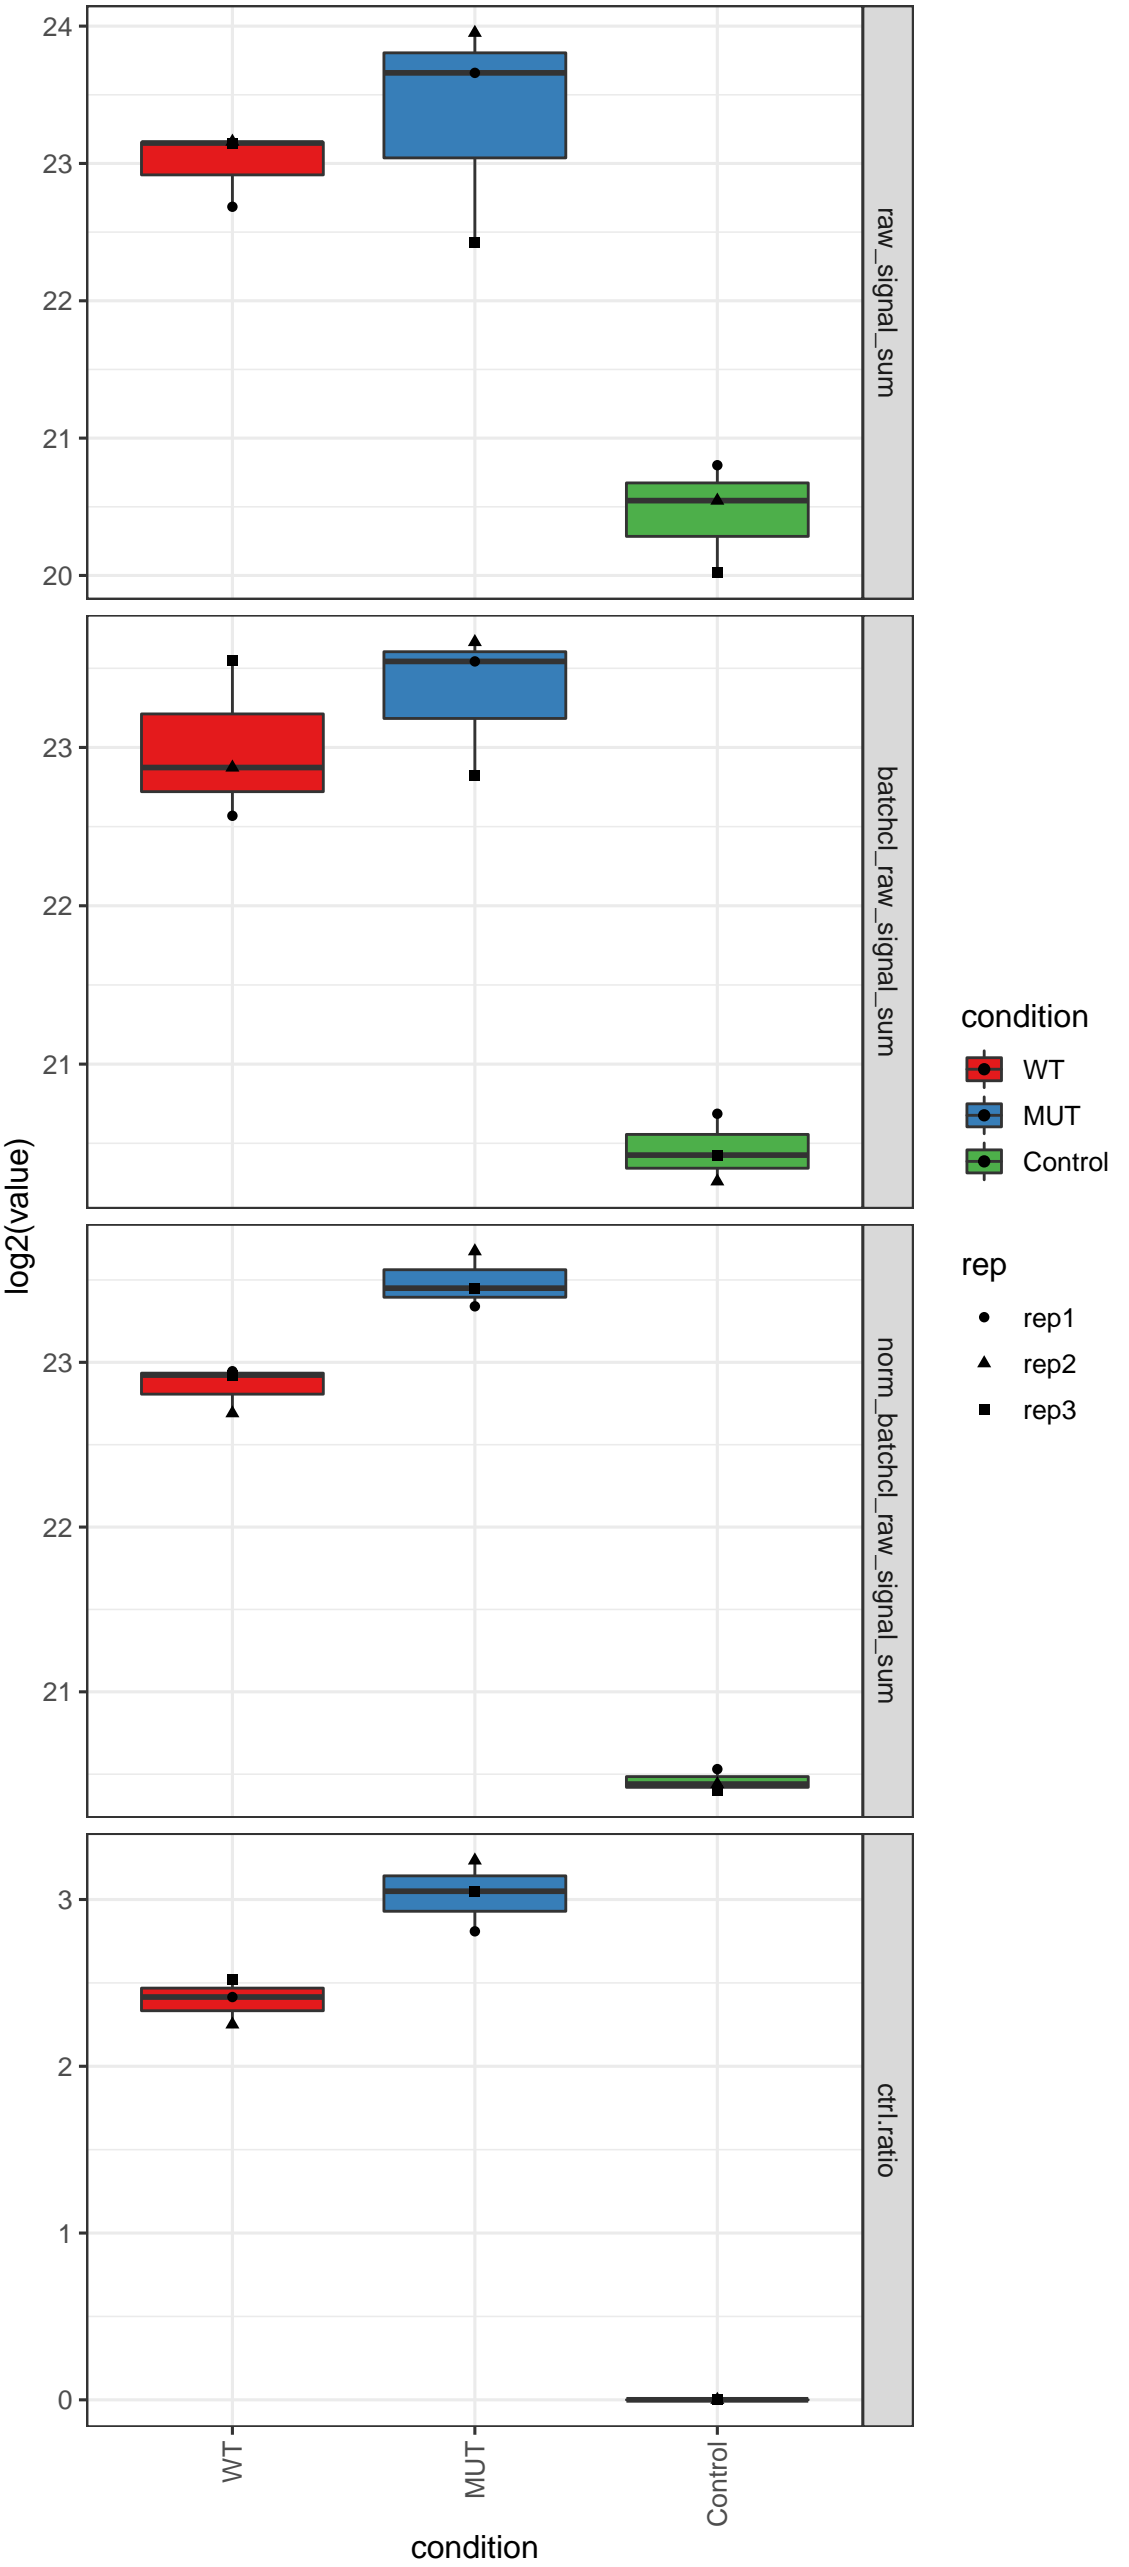 log2(value)
24
23
22
21
20
raw_signal_sum
23
22
21
batchcl_raw_signal_sum
23
22
21
norm_batchcl_raw_signal_sum
3
2
1
0
ctrl.ratio
WT
MUT
Control
condition
condition
WT
MUT
Control
rep
rep1
rep2
rep3